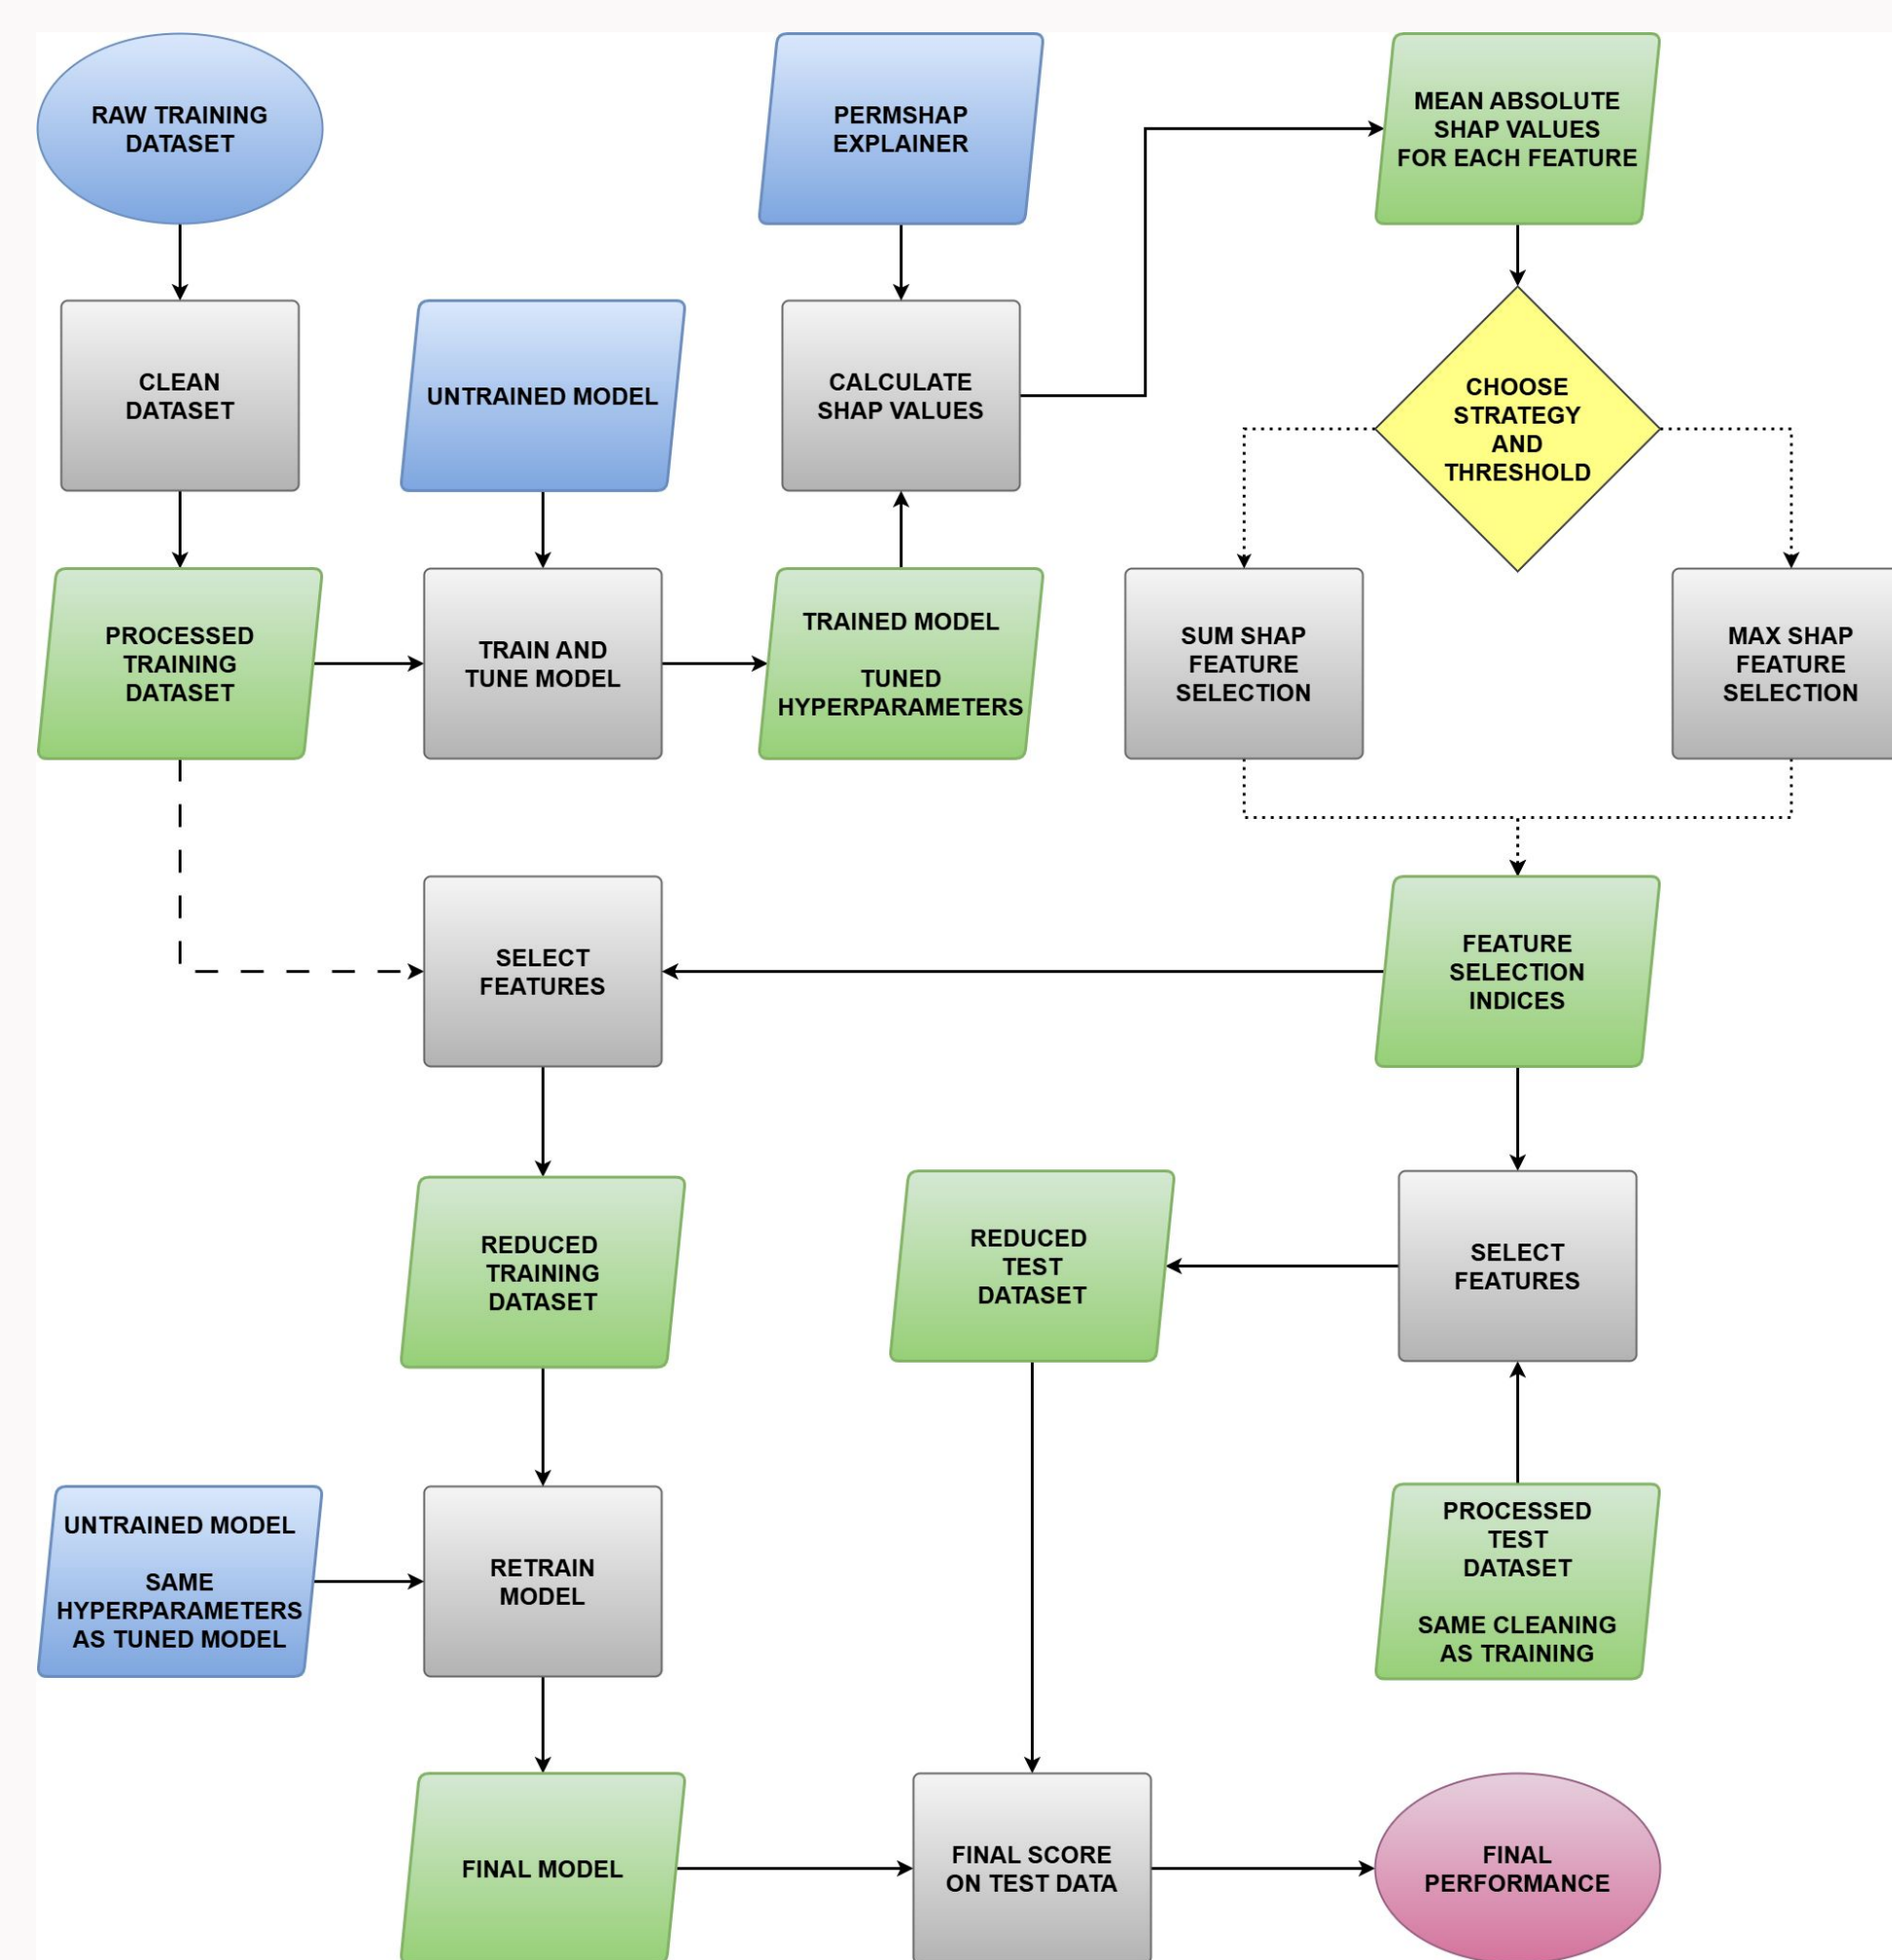 RAW TRAINING
DATASET
PERMSHAP
EXPLAINER
MEAN ABSOLUTE
SHAP VALUES
FOR EACH FEATURE
CLEAN
DATASET
UNTRAINED MODEL
CALCULATE
SHAP VALUES
CHOOSE
STRATEGY
AND
THRESHOLD
PROCESSED
TRAINING
DATASET
TRAIN AND
TUNE MODEL
TRAINED MODEL
TUNED
HYPERPARAMETERS
SUM SHAP
FEATURE
SELECTION
MAX SHAP
FEATURE
SELECTION
SELECT
FEATURES
FEATURE
SELECTION
INDICES
REDUCED
TRAINING
DATASET
REDUCED
TEST
DATASET
SELECT
FEATURES
UNTRAINED MODEL
SAME
HYPERPARAMETERS
AS TUNED MODEL
RETRAIN
MODEL
PROCESSED
TEST
DATASET
SAME CLEANING
AS TRAINING
FINAL MODEL
FINAL SCORE
ON TEST DATA
FINAL
PERFORMANCE